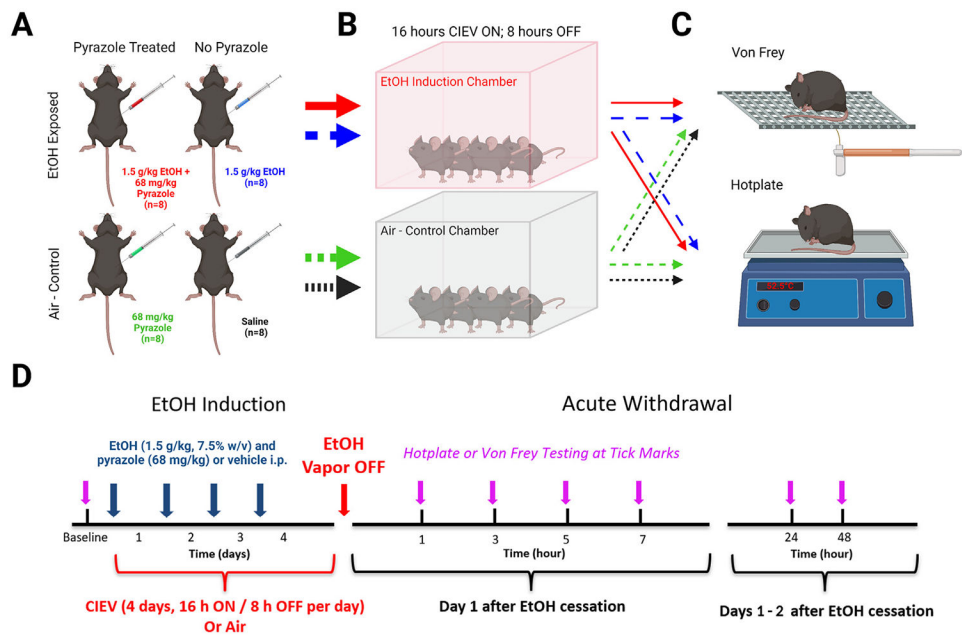 A
Pyrazole Treated
No Pyrazole
EtOH Exposed
1.5 g/kg EtOH +
68 mg/kg
Pyrazole
(n=8)
1.5 g/kg EtOH
(n=8)
Air - Control
68 mg/kg
Pyrazole
(n=8)
Saline
(n=8)
B
16 hours CIEV ON; 8 hours OFF
EtOH Induction Chamber
Air - Control Chamber
C
Von Frey
Hotplate
52.5°C
D
EtOH Induction
Acute Withdrawal
EtOH (1.5 g/kg, 7.5% w/v) and
pyrazole (68 mg/kg) or vehicle i.p.
EtOH
Vapor OFF
Hotplate or Von Frey Testing at Tick Marks
Baseline
1
2
3
4
Time (days)
1
3
5
7
Time (hour)
24
48
Time (hour)
CIEV (4 days, 16 h ON / 8 h OFF per day)
Or Air
Day 1 after EtOH cessation
Days 1 - 2 after EtOH cessation